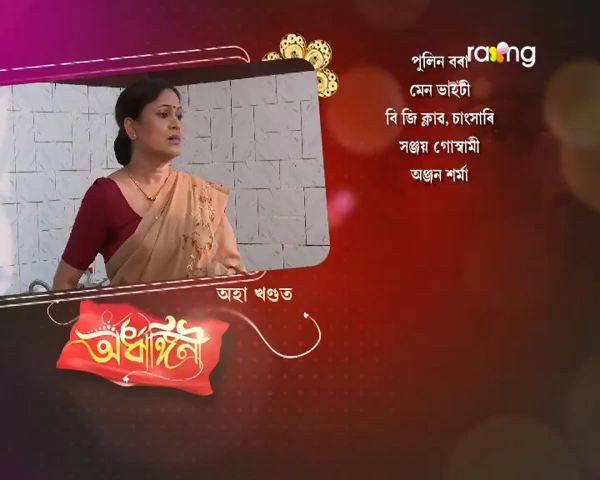 rang
পুলিন বৰা
মেন ভাইটী
বি জি ক্লাব, চাংসাৰি
সঞ্জয় গোস্বামী
অঞ্জন শৰ্মা
অহা খণ্ডত
অৰ্ধাঙ্গিনী